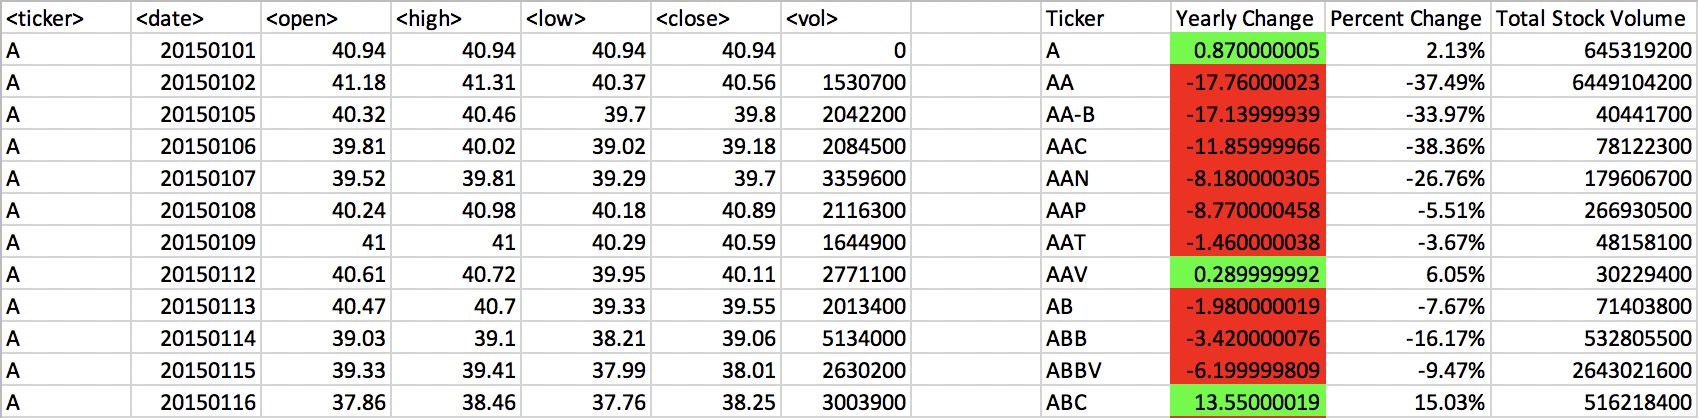 <ticker> <date> <open> <high> <low> <close> <vol> Ticker Yearly Change Percent Change Total Stock Volume
A 20150101 40.94 40.94 40.94 40.94 0 A 0.870000005 2.13% 645319200
A 20150102 41.18 41.31 40.37 40.56 1530700 AA -17.76000023 -37.49% 6449104200
A 20150105 40.32 40.46 39.7 39.8 2042200 AA-B -17.13999939 -33.97% 40441700
A 20150106 39.81 40.02 39.02 39.18 2084500 AAC -11.85999966 -38.36% 78122300
A 20150107 39.52 39.81 39.29 39.7 3359600 AAN -8.180000305 -26.76% 179606700
A 20150108 40.24 40.98 40.18 40.89 2116300 AAP -8.770000458 -5.51% 266930500
A 20150109 41 41 40.29 40.59 1644900 AAT -1.460000038 -3.67% 48158100
A 20150112 40.61 40.72 39.95 40.11 2771100 AAV 0.289999992 6.05% 30229400
A 20150113 40.47 40.7 39.33 39.55 2013400 AB -1.980000019 -7.67% 71403800
A 20150114 39.03 39.1 38.21 39.06 5134000 ABB -3.420000076 -16.17% 532805500
A 20150115 39.33 39.41 37.99 38.01 2630200 ABBV -6.199999809 -9.47% 2643021600
A 20150116 37.86 38.46 37.76 38.25 3003900 ABC 13.55000019 15.03% 516218400